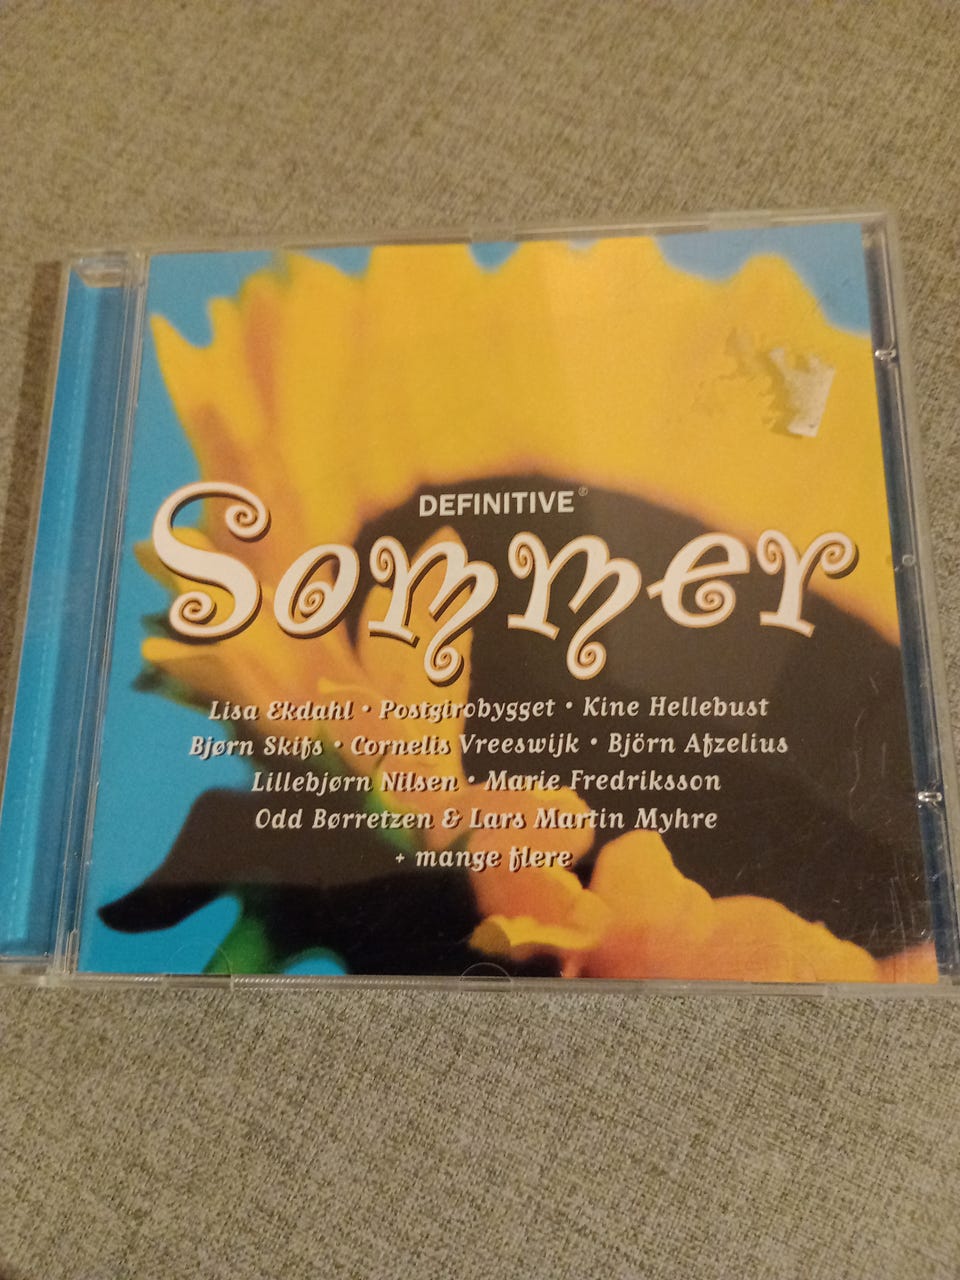 DEFINITIVE®
Sommer
Lisa Ekdahl • Postgirobygget • Kine Hellebust
Bjørn Skifs • Cornelis Vreeswijk • Björn Afzelius
Lillebjørn Nilsen • Marie Fredriksson
Odd Børretzen & Lars Martin Myhre
+ mange flere